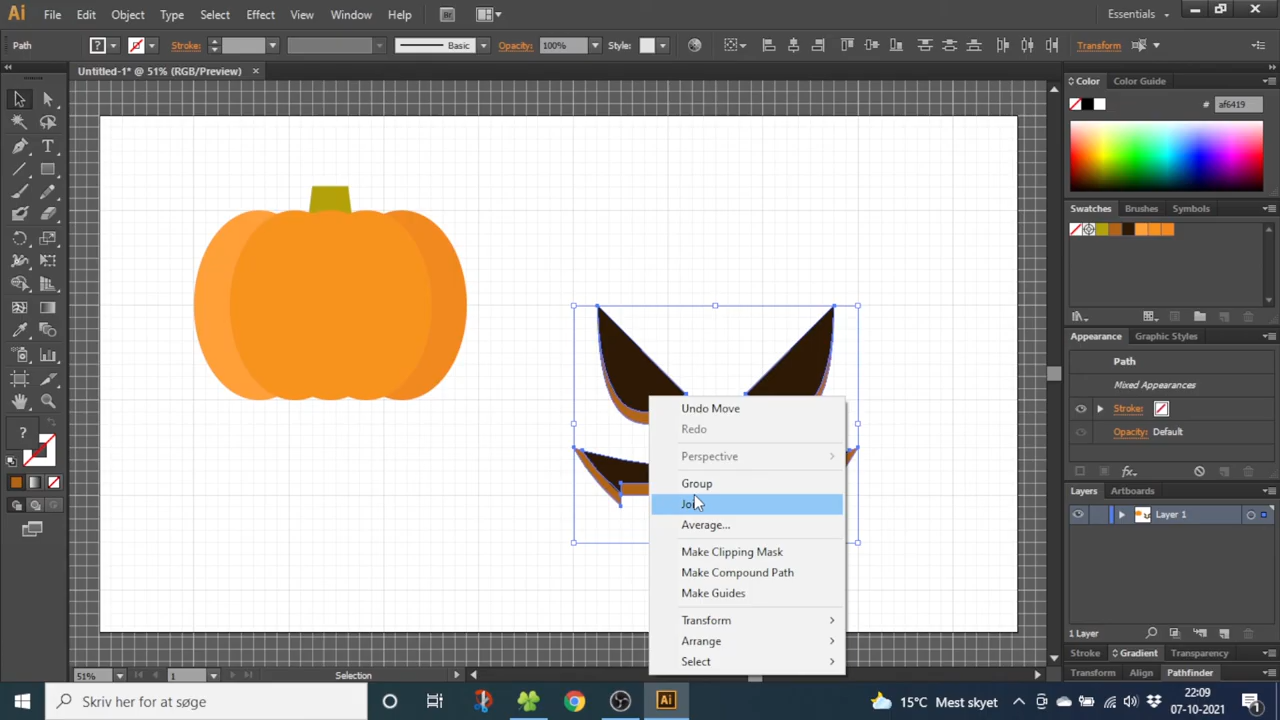 Ai File Edit Object Type Select Effect View Window Help Br Essentials
Path ? Stroke: Basic Opacity: 100% Style: Transform
Untitled-1* @ 51% (RGB/Preview)
Color Color Guide
# af6419
Swatches Brushes Symbols
Appearance Graphic Styles
Path
Mixed Appearances
Stroke:
Opacity: Default
fx
Layers Artboards
Layer 1
1 Layer
Stroke Gradient Transparency
Transform Align Pathfinder
T
?
Undo Move
Redo
Perspective
Group
Average...
Make Clipping Mask
Make Compound Path
Make Guides
Transform
Arrange
Select
51% 1 Selection
Skriv her for at søge
Ai
15°C Mest skyet
22:09
07-10-2021
1